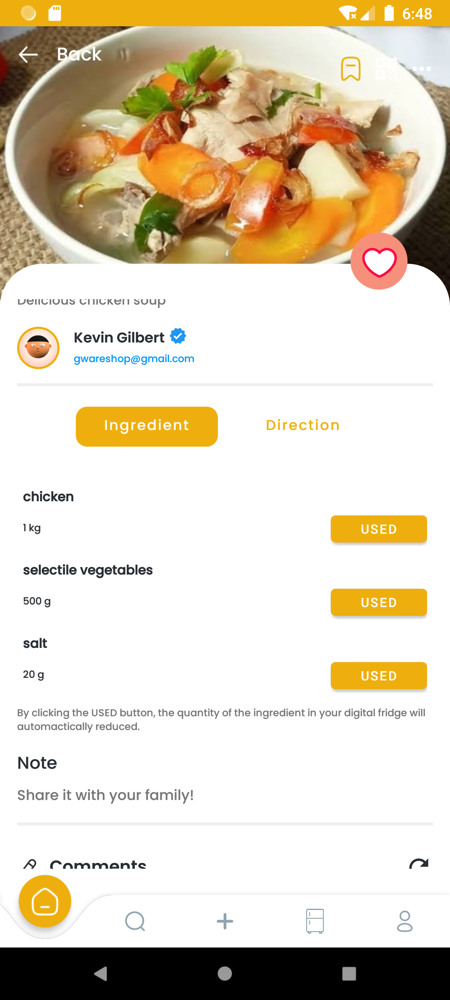 6:48
Back
Delicious chicken soup
Kevin Gilbert
gwareshop@gmail.com
Ingredient
Direction
chicken
1 kg
USED
selectile vegetables
500 g
USED
salt
20 g
USED
By clicking the USED button, the quantity of the ingredient in your digital fridge will
automactically reduced.
Note
Share it with your family!
Comments